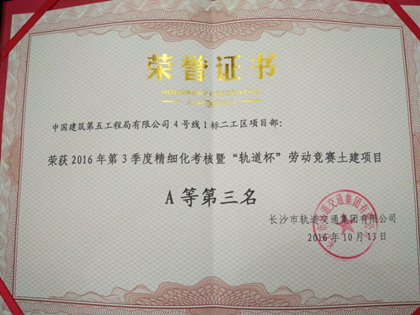 荣誉证书
中国建筑第五工程局有限公司4号线1标二工区项目部：
荣获2016年第3季度精细化考核暨“轨道杯”劳动竞赛土建项目
A等第三名
长沙市轨道交通集团有限公司
2016年10月13日